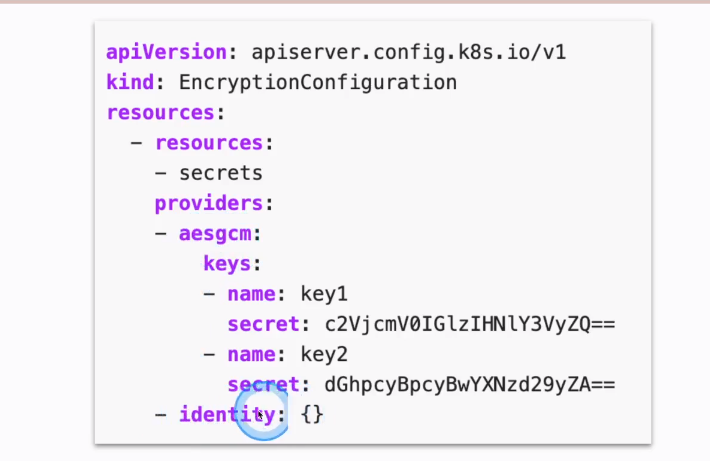 apiVersion: apiserver.config.k8s.io/v1
kind: EncryptionConfiguration
resources:
  - resources:
    - secrets
    providers:
    - aesgcm:
        keys:
        - name: key1
          secret: c2VjcmV0IGlzIHNlY3VyZQ==
        - name: key2
          secret: dGhpcyBpcyBwYXNzd29yZA==
    - identity: {}